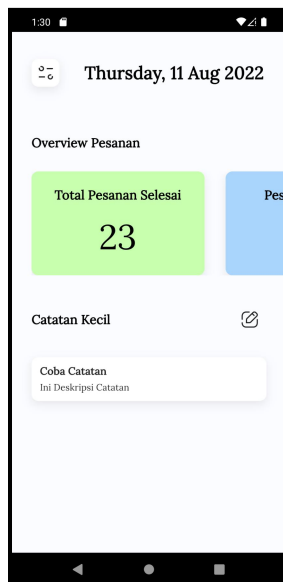 1:30
Thursday, 11 Aug 2022
Overview Pesanan
Total Pesanan Selesai
23
Pes
Catatan Kecil
Coba Catatan
Ini Deskripsi Catatan